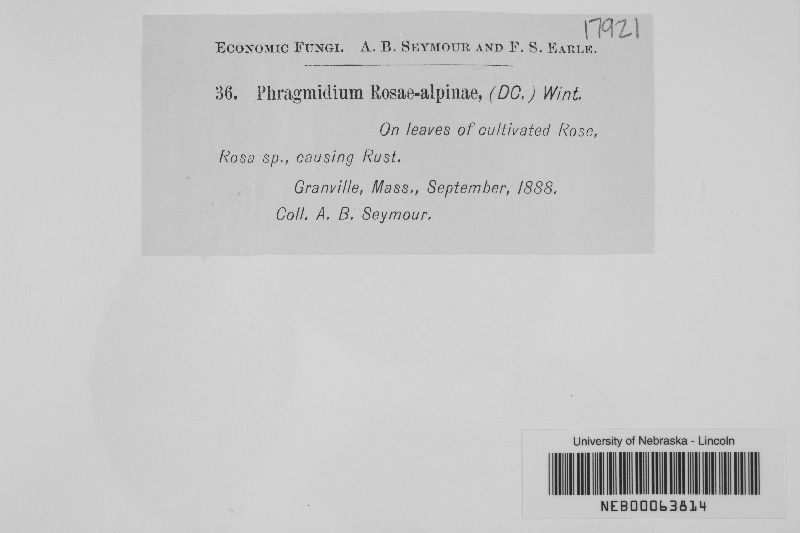 17921
Economic Fungi. A. B. Seymour and F. S. Earle.
36. Phragmidium Rosae-alpinae, (DC.) Wint.
On leaves of cultivated Rose,
Rosa sp., causing Rust.
Granville, Mass., September, 1888.
Coll. A. B. Seymour.
University of Nebraska - Lincoln
NEB00063814